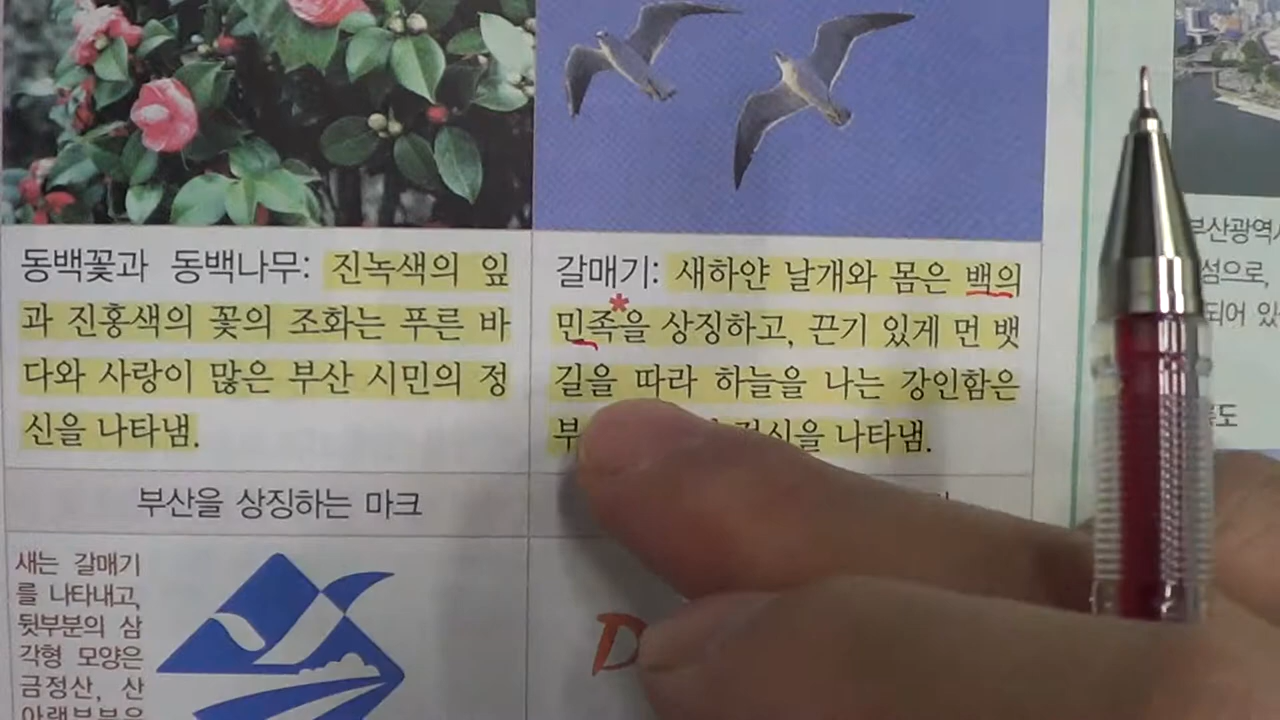 동백꽃과 동백나무: 진녹색의 잎
과 진홍색의 꽃의 조화는 푸른 바
다와 사랑이 많은 부산 시민의 정
신을 나타냄.
갈매기: 새하얀 날개와 몸은 백의
민족*을 상징하고, 끈기 있게 먼 뱃
길을 따라 하늘을 나는 강인함은
부 정신을 나타냄.
부산을 상징하는 마크
새는 갈매기
를 나타내고,
뒷부분의 삼
각형 모양은
금정산, 산
D
부산광역시
섬으로,
되어 있